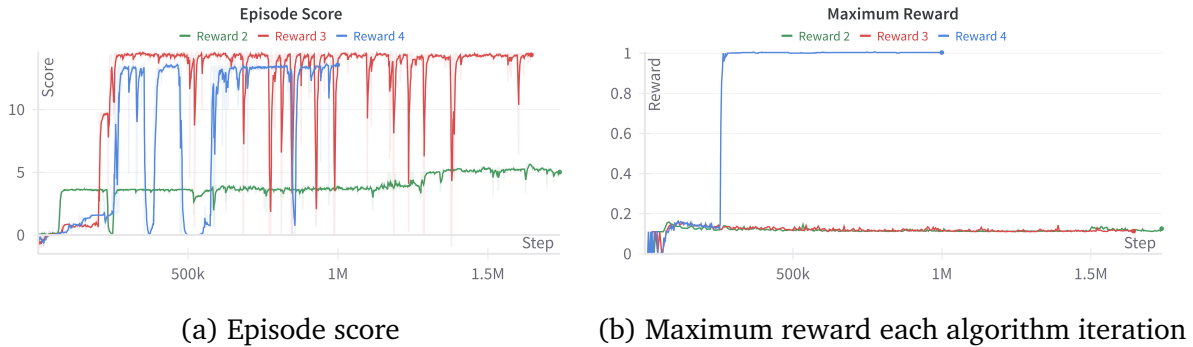 Episode Score
Reward 2 Reward 3 Reward 4
Score
10
5
0
Step
500k 1M 1.5M
(a) Episode score
Maximum Reward
Reward 2 Reward 3 Reward 4
Reward
1
0.8
0.6
0.4
0.2
0
Step
500k 1M 1.5M
(b) Maximum reward each algorithm iteration